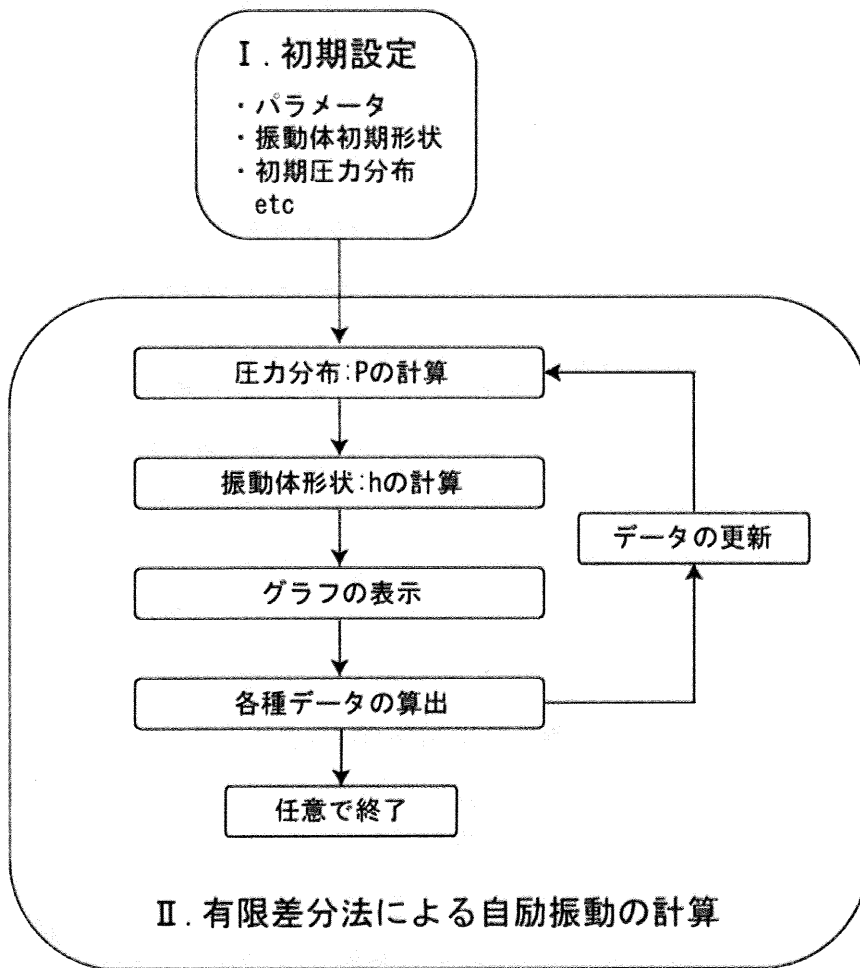 Ⅰ. 初期設定
・パラメータ
・振動体初期形状
・初期圧力分布
etc
圧力分布:Pの計算
振動体形状:hの計算
データの更新
グラフの表示
各種データの算出
任意で終了
Ⅱ. 有限差分法による自励振動の計算